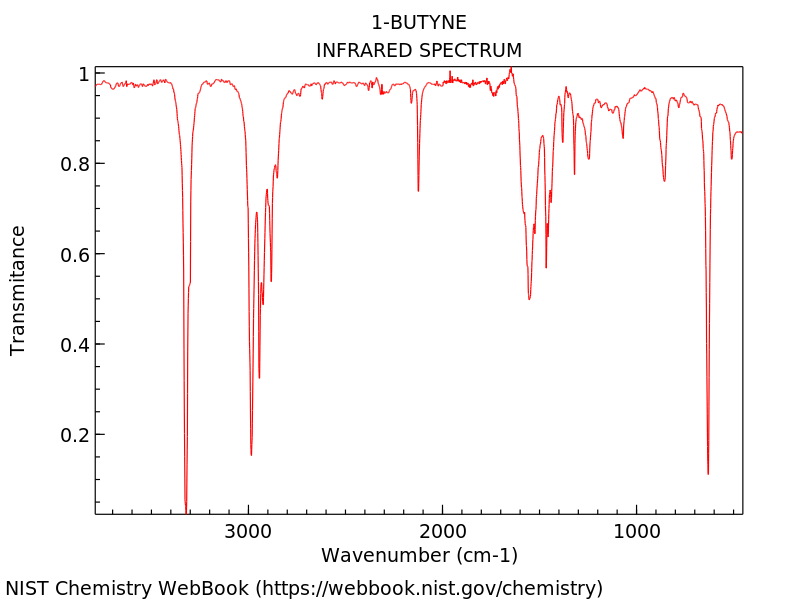 1-BUTYNE
INFRARED SPECTRUM
1
0.8
0.6
0.4
0.2
Transmitance
3000 2000 1000
Wavenumber (cm-1)
NIST Chemistry WebBook (https://webbook.nist.gov/chemistry)